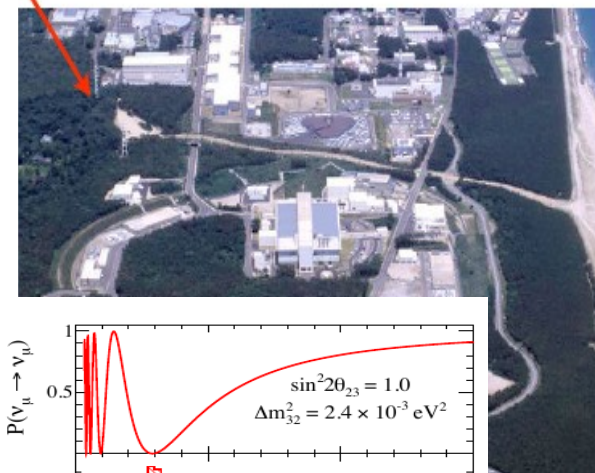 1
0.5
P(ν_μ → ν_μ)
sin²2θ₂₃ = 1.0
Δm²₃₂ = 2.4 × 10⁻³ eV²